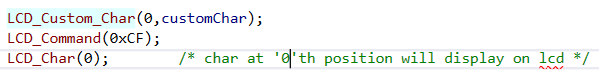 LCD_Custom_Char(0,customChar);
LCD_Command(0xCF);
LCD_Char(0);        /* char at '0'th position will display on lcd */